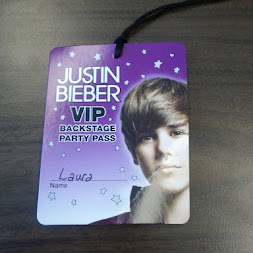 JUSTIN
BIEBER
VIP
BACKSTAGE
PARTY PASS
Laura
Name